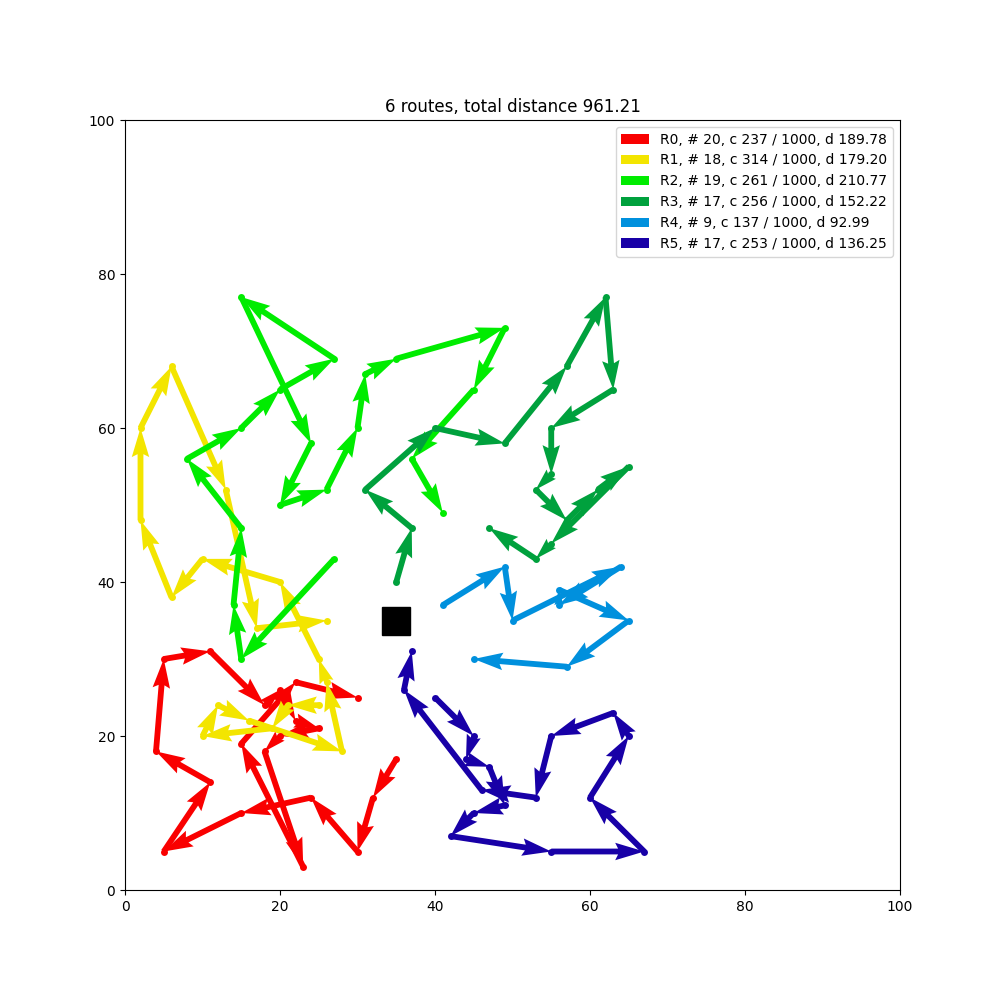 6 routes, total distance 961.21
R0, # 20, c 237 / 1000, d 189.78
R1, # 18, c 314 / 1000, d 179.20
R2, # 19, c 261 / 1000, d 210.77
R3, # 17, c 256 / 1000, d 152.22
R4, # 9, c 137 / 1000, d 92.99
R5, # 17, c 253 / 1000, d 136.25
100
80
60
40
20
0
0 20 40 60 80 100